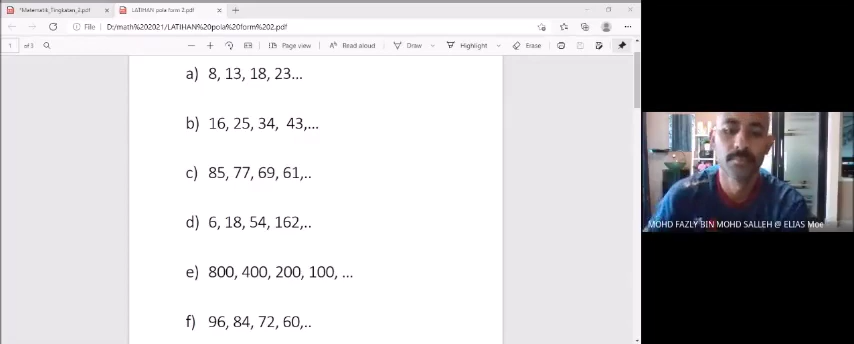 *Matematik_Tingkatan_2.pdf
LATIHAN pola form 2.pdf
File
D:/math%202021/LATIHAN%20pola%20form%202.pdf
1 of 3
Page view
Read aloud
Draw
Highlight
Erase
a) 8, 13, 18, 23...
b) 16, 25, 34, 43,...
c) 85, 77, 69, 61,..
d) 6, 18, 54, 162,..
e) 800, 400, 200, 100, ...
f) 96, 84, 72, 60,..
MOHD FAZLY BIN MOHD SALLEH @ ELIAS Moe